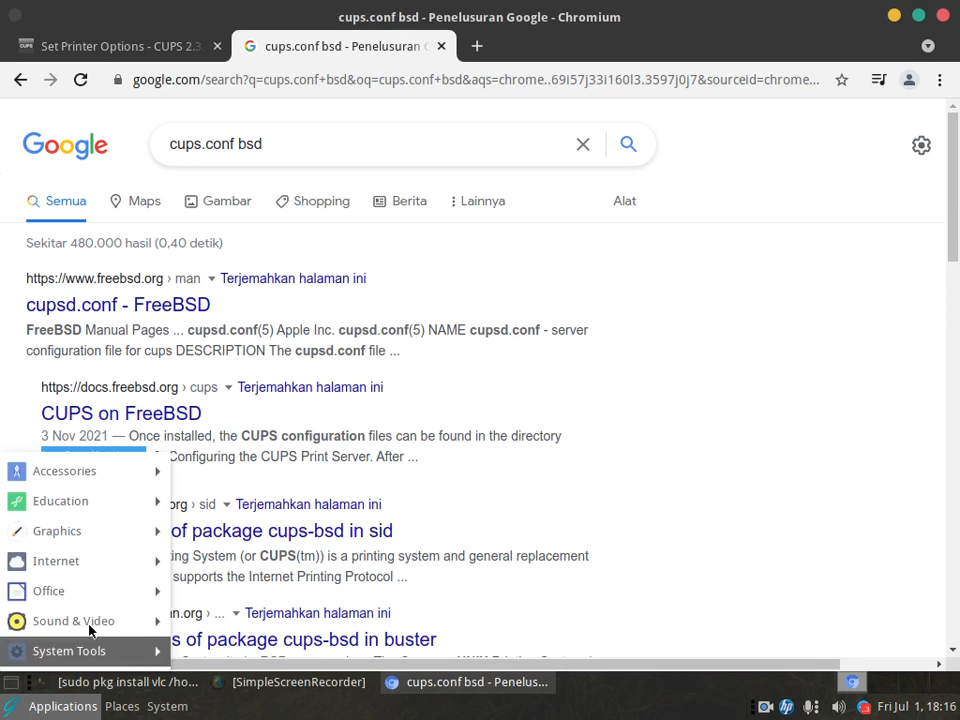 cups.conf bsd - Penelusuran Google - Chromium
CUPS Set Printer Options - CUPS 2.3.
cups.conf bsd - Penelusuran G
google.com/search?q=cups.conf+bsd&oq=cups.conf+bsd&aqs=chrome..69i57j33i160l3.3597j0j7&sourceid=chrome...
Google
cups.conf bsd
Semua
Maps
Gambar
Shopping
Berita
Lainnya
Alat
Sekitar 480.000 hasil (0,40 detik)
https://www.freebsd.org › man Terjemahkan halaman ini
cupsd.conf - FreeBSD
FreeBSD Manual Pages ... cupsd.conf(5) Apple Inc. cupsd.conf(5) NAME cupsd.conf - server
configuration file for cups DESCRIPTION The cupsd.conf file ...
https://docs.freebsd.org › cups Terjemahkan halaman ini
CUPS on FreeBSD
3 Nov 2021 — Once installed, the CUPS configuration files can be found in the directory
Configuring the CUPS Print Server. After ...
Accessories
Education
org › sid Terjemahkan halaman ini
of package cups-bsd in sid
Graphics
ing System (or CUPS(tm)) is a printing system and general replacement
Internet
supports the Internet Printing Protocol ...
Office
an.org › ... Terjemahkan halaman ini
Sound & Video
s of package cups-bsd in buster
System Tools
[sudo pkg install vlc /ho...
[SimpleScreenRecorder]
cups.conf bsd - Penelus...
Applications Places System
hp
Fri Jul 1, 18:16